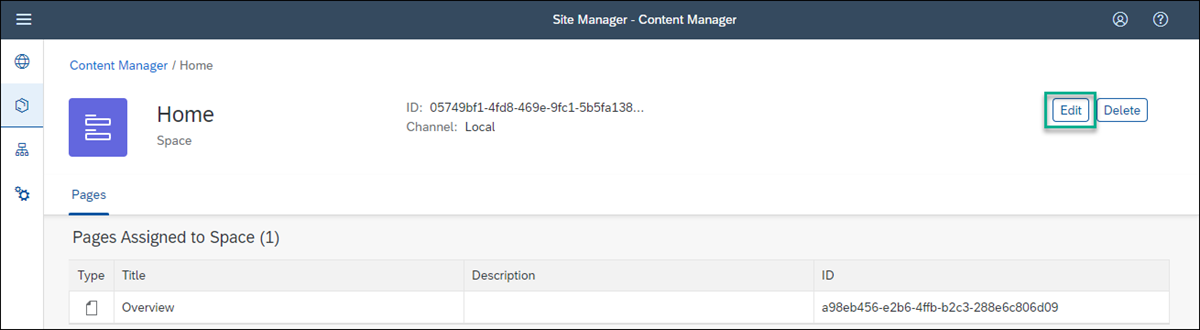 Site Manager - Content Manager
Content Manager / Home
Home
Space
ID: 05749bf1-4fd8-469e-9fc1-5b5fa138...
Channel: Local
Edit
Delete
Pages
Pages Assigned to Space (1)
Type Title Description ID
Overview a98eb456-e2b6-4ffb-b2c3-288e6c806d09